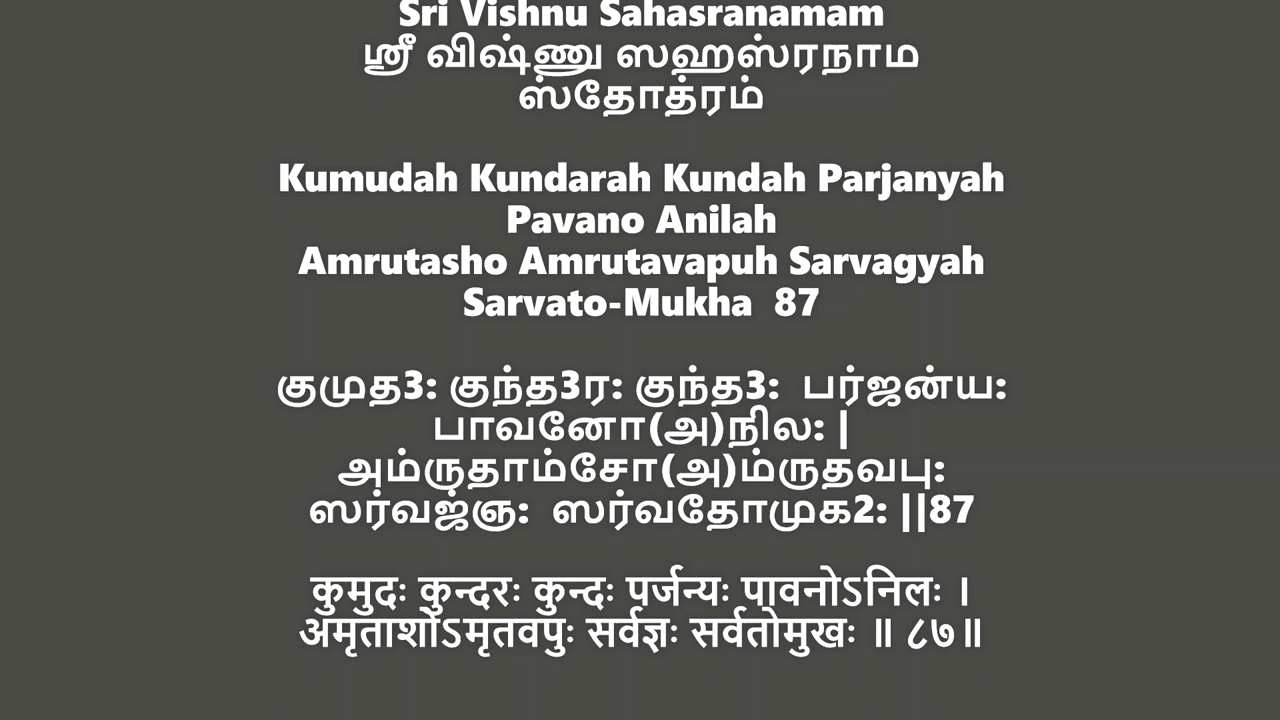 Sri Vishnu Sahasranamam
ஸ்ரீ விஷ்ணு ஸஹஸ்ரநாம
ஸ்தோத்ரம்
Kumudah Kundarah Kundah Parjanyah
Pavano Anilah
Amrutasho Amrutavapuh Sarvagyah
Sarvato-Mukha 87
குமுத3: குந்த3ர: குந்த3: பர்ஜன்ய:
பாவனோ(அ)நில: |
அம்ருதாம்சோ(அ)ம்ருதவபு:
ஸர்வஜ்ஞ: ஸர்வதோமுக2: ||87
कुमुदः कुन्दरः कुन्दः पर्जन्यः पावनोऽनिलः ।
अमृताशोऽमृतवपुः सर्वज्ञः सर्वतोमुखः ॥ ८७॥